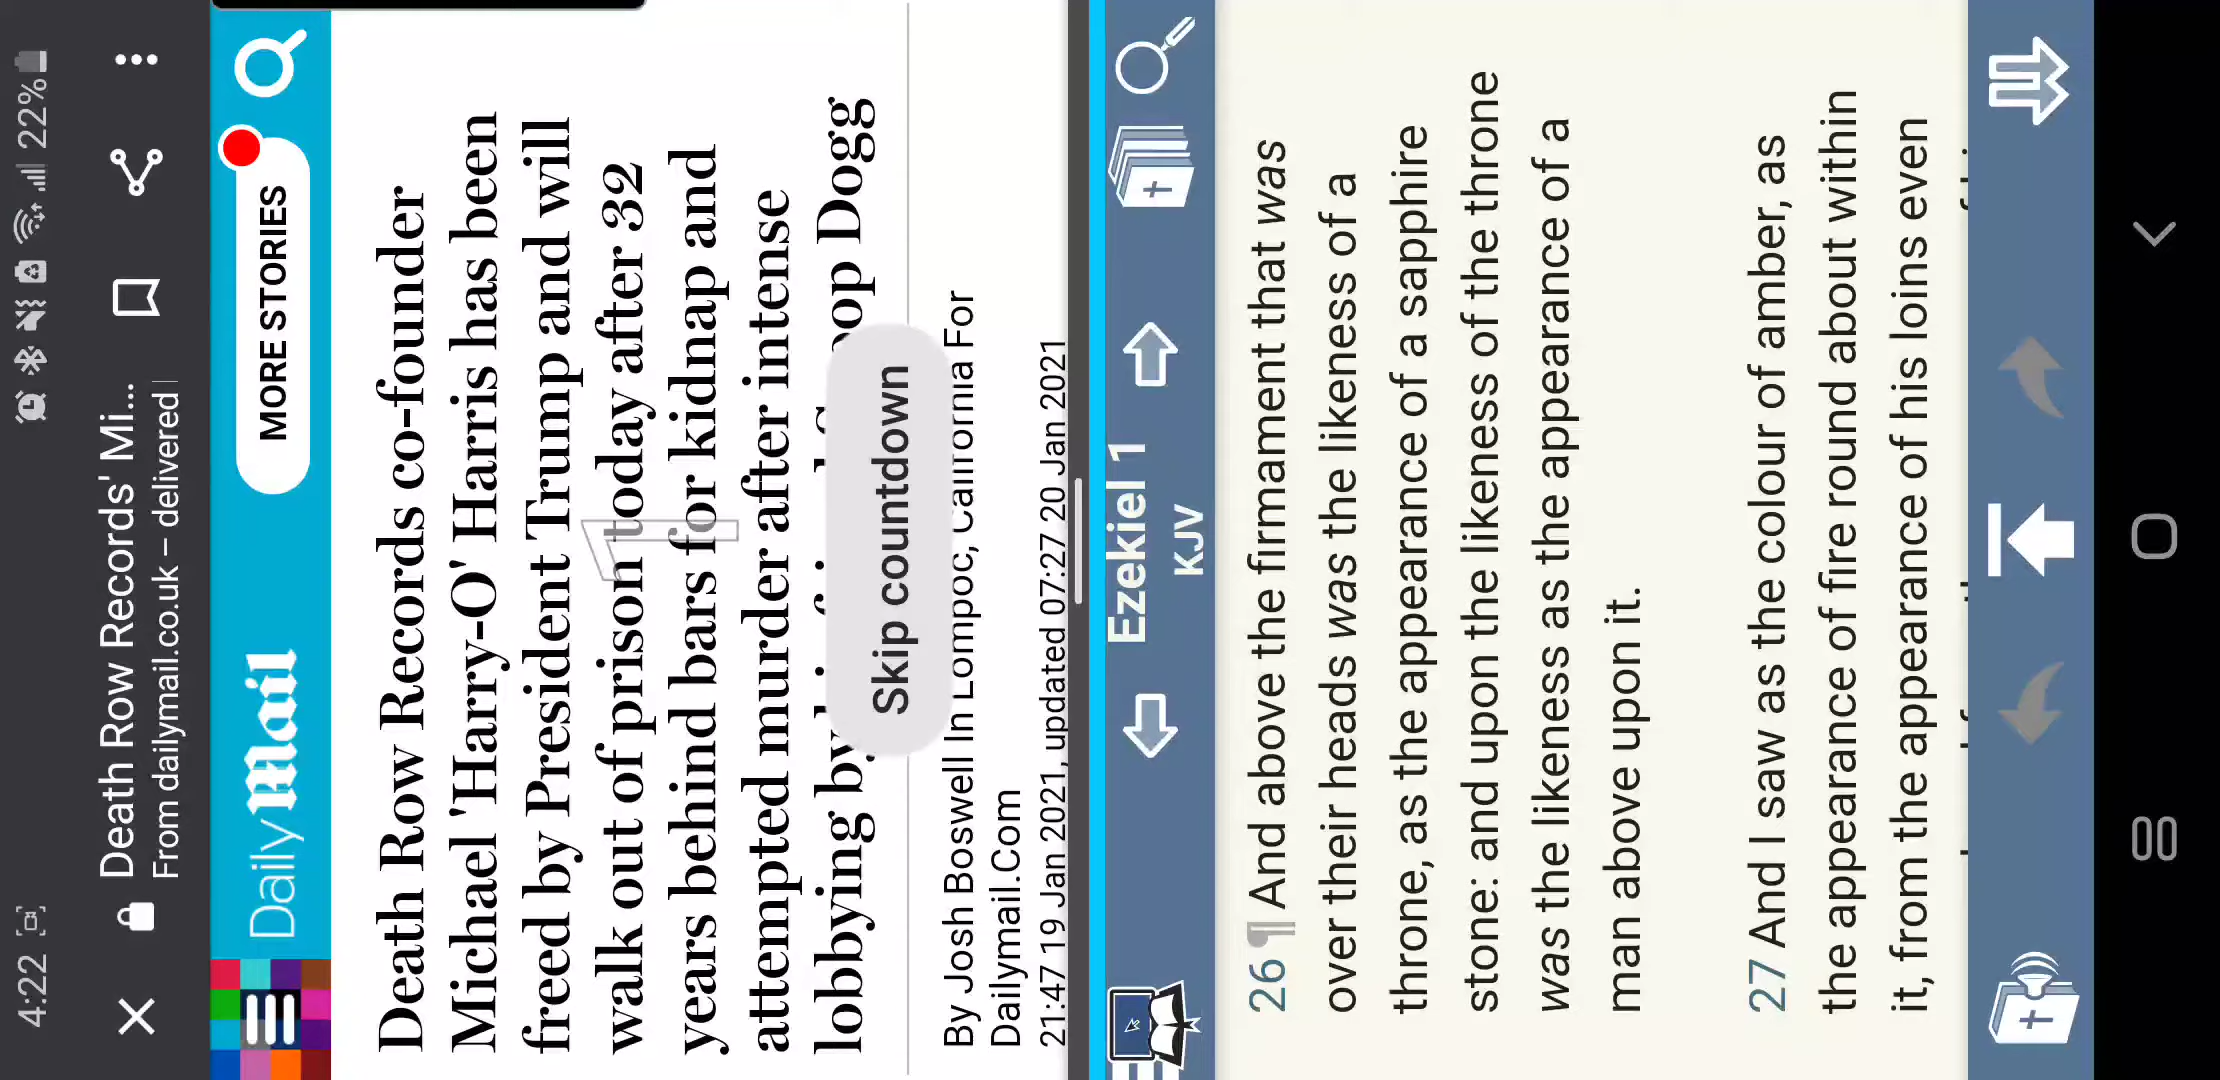 4:22 22%
Death Row Records' Mi...
From dailymail.co.uk – delivered
Daily Mail
MORE STORIES
Death Row Records co-founder
Michael 'Harry-O' Harris has been
freed by President Trump and will
walk out of prison today after 32
years behind bars for kidnap and
attempted murder after intense
lobbying by Dogg
1
Skip countdown
By Josh Boswell In Lompoc, California For
Dailymail.Com
21:47 19 Jan 2021, updated 07:27 20 Jan 2021
Ezekiel 1
KJV
26 ¶ And above the firmament that was
over their heads was the likeness of a
throne, as the appearance of a sapphire
stone: and upon the likeness of the throne
was the likeness as the appearance of a
man above upon it.
27 And I saw as the colour of amber, as
the appearance of fire round about within
it, from the appearance of his loins even